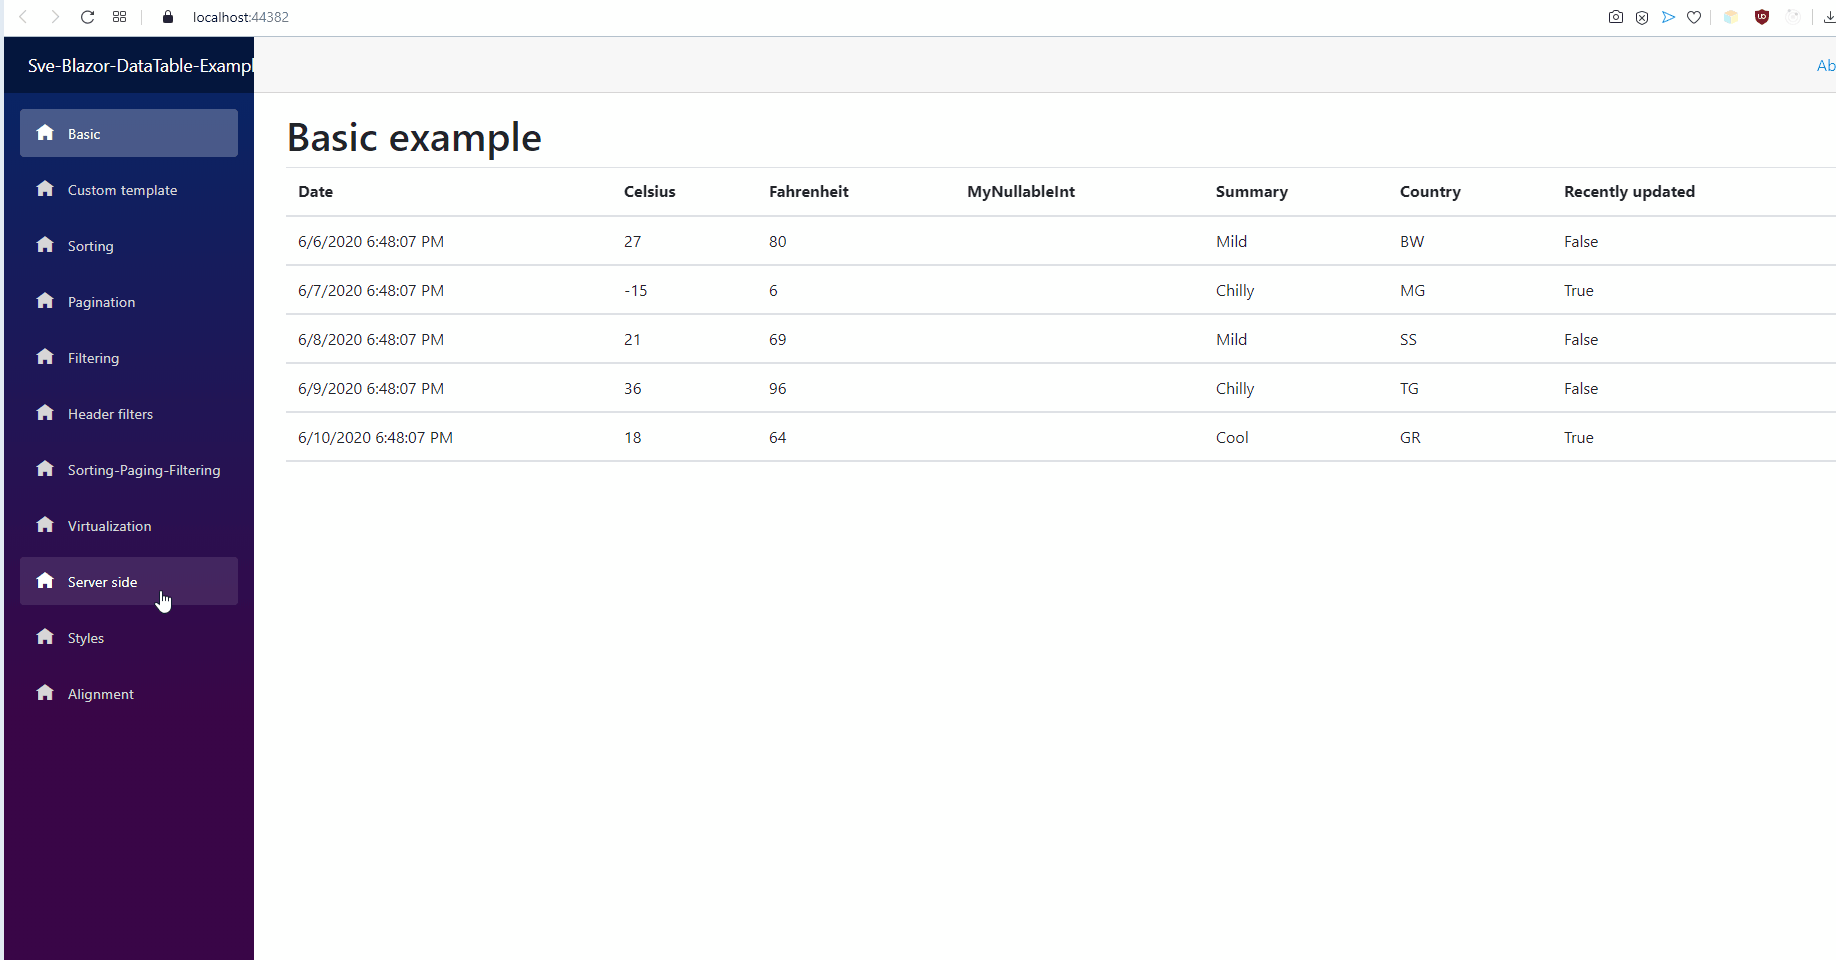 localhost:44382
Sve-Blazor-DataTable-Exampl
Ab
Basic
Custom template
Sorting
Pagination
Filtering
Header filters
Sorting-Paging-Filtering
Virtualization
Server side
Styles
Alignment
Basic example
Date Celsius Fahrenheit MyNullableInt Summary Country Recently updated
6/6/2020 6:48:07 PM 27 80 Mild BW False
6/7/2020 6:48:07 PM -15 6 Chilly MG True
6/8/2020 6:48:07 PM 21 69 Mild SS False
6/9/2020 6:48:07 PM 36 96 Chilly TG False
6/10/2020 6:48:07 PM 18 64 Cool GR True